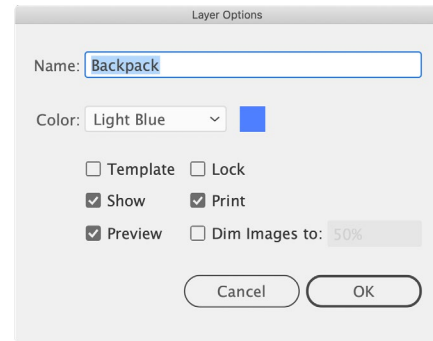 Layer Options
Name: Backpack
Color: Light Blue
Template Lock
Show Print
Preview Dim Images to: 50%
Cancel OK